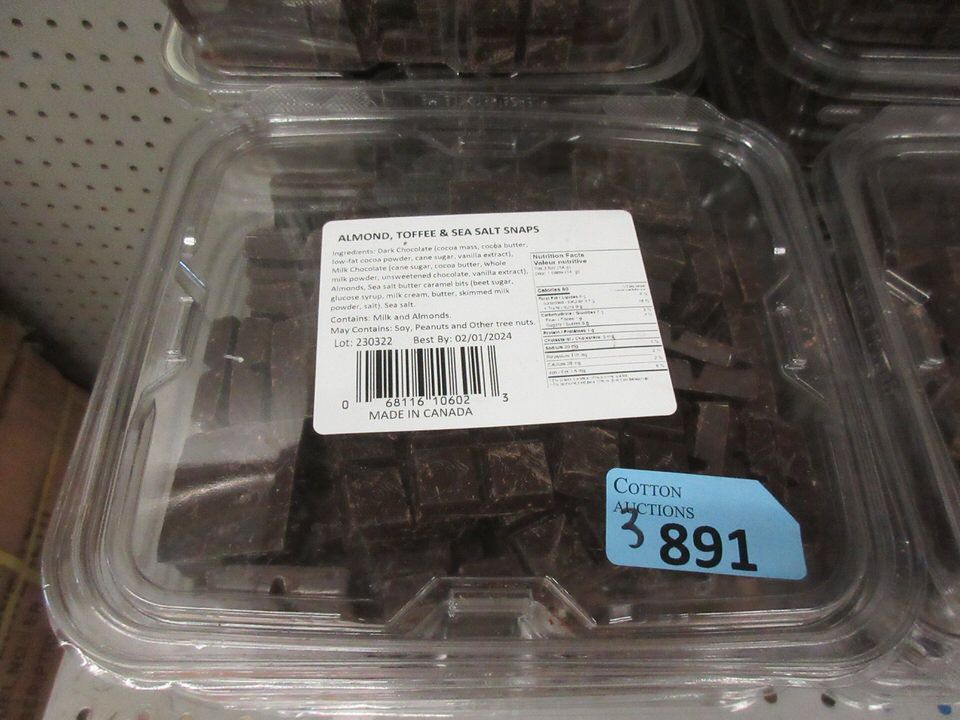 ALMOND, TOFFEE & SEA SALT SNAPS
Ingredients: Dark Chocolate (cocoa mass, cocoa butter,
low-fat cocoa powder, cane sugar, vanilla extract),
Milk Chocolate (cane sugar, cocoa butter, whole
milk powder, unsweetened chocolate, vanilla extract),
Almonds, Sea salt butter caramel bits (beet sugar,
glucose syrup, milk cream, butter, skimmed milk
powder, salt), Sea salt.
Contains: Milk and Almonds.
May Contains: Soy, Peanuts and Other tree nuts.
Lot: 230322 Best By: 02/01/2024
0 68116 10602 3
MADE IN CANADA
Nutrition Facts
Valeur nutritive
Calories 80
COTTON
AUCTIONS
3 891